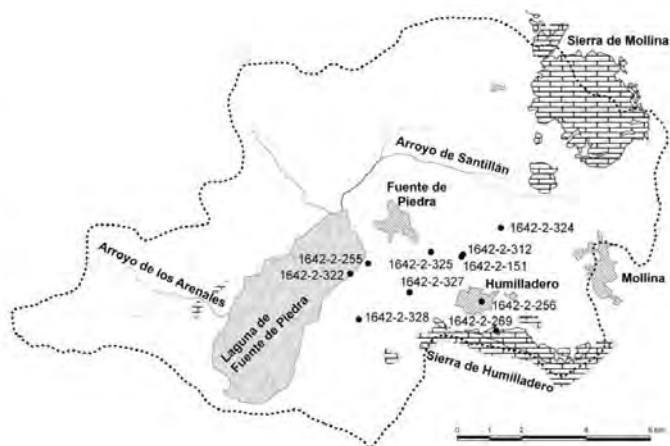 Sierra de Mollina
Arroyo de Santillán
Fuente de
Piedra
1642-2-324
1642-2-255
1642-2-312
1642-2-325
1642-2-151
1642-2-322
Arroyo de los Arenales
1642-2-327
Humilladero
Mollina
1642-2-256
1642-2-328
1642-2-269
Laguna de
Fuente de Piedra
Sierra de Humilladero
0 2 4 6 km